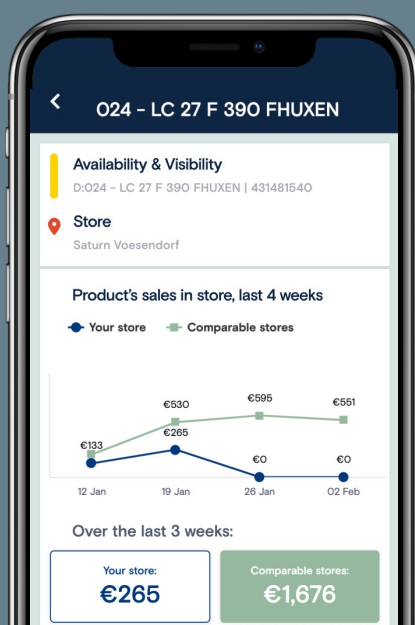 024 - LC 27 F 390 FHUXEN
Availability & Visibility
D:024 - LC 27 F 390 FHUXEN | 431481540
Store
Saturn Voesendorf
Product's sales in store, last 4 weeks
Your store Comparable stores
€133 €530 €265 €595 €0 €551 €0
12 Jan 19 Jan 26 Jan 02 Feb
Over the last 3 weeks:
Your store: Comparable stores:
€265 €1,676